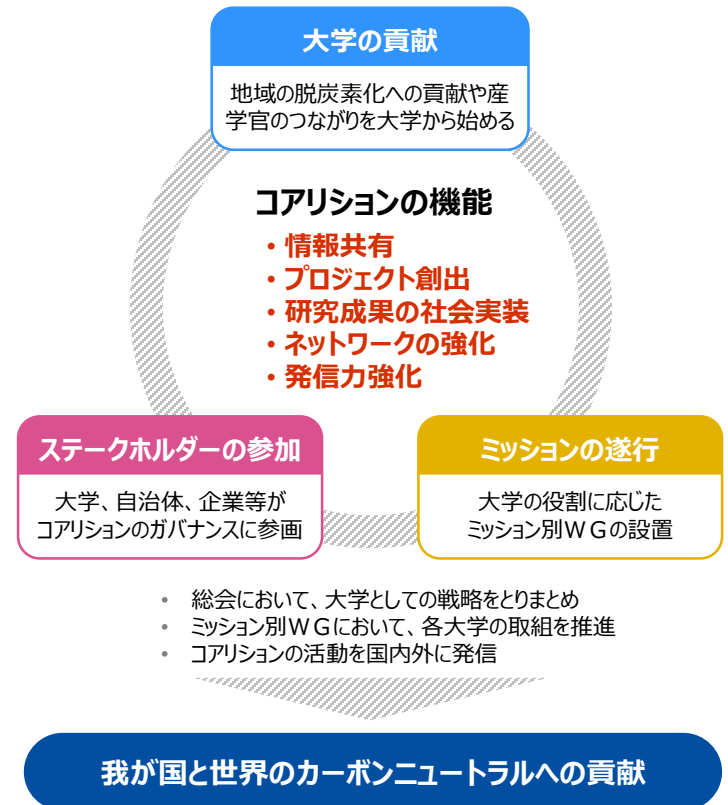 大学の貢献
地域の脱炭素化への貢献や産
学官のつながりを大学から始める
コアリションの機能
・情報共有
・プロジェクト創出
・研究成果の社会実装
・ネットワークの強化
・発信力強化
ステークホルダーの参加
大学、自治体、企業等が
コアリションのガバナンスに参画
ミッションの遂行
大学の役割に応じた
ミッション別WGの設置
• 総会において、大学としての戦略をとりまとめ
• ミッション別WGにおいて、各大学の取組を推進
• コアリションの活動を国内外に発信
我が国と世界のカーボンニュートラルへの貢献